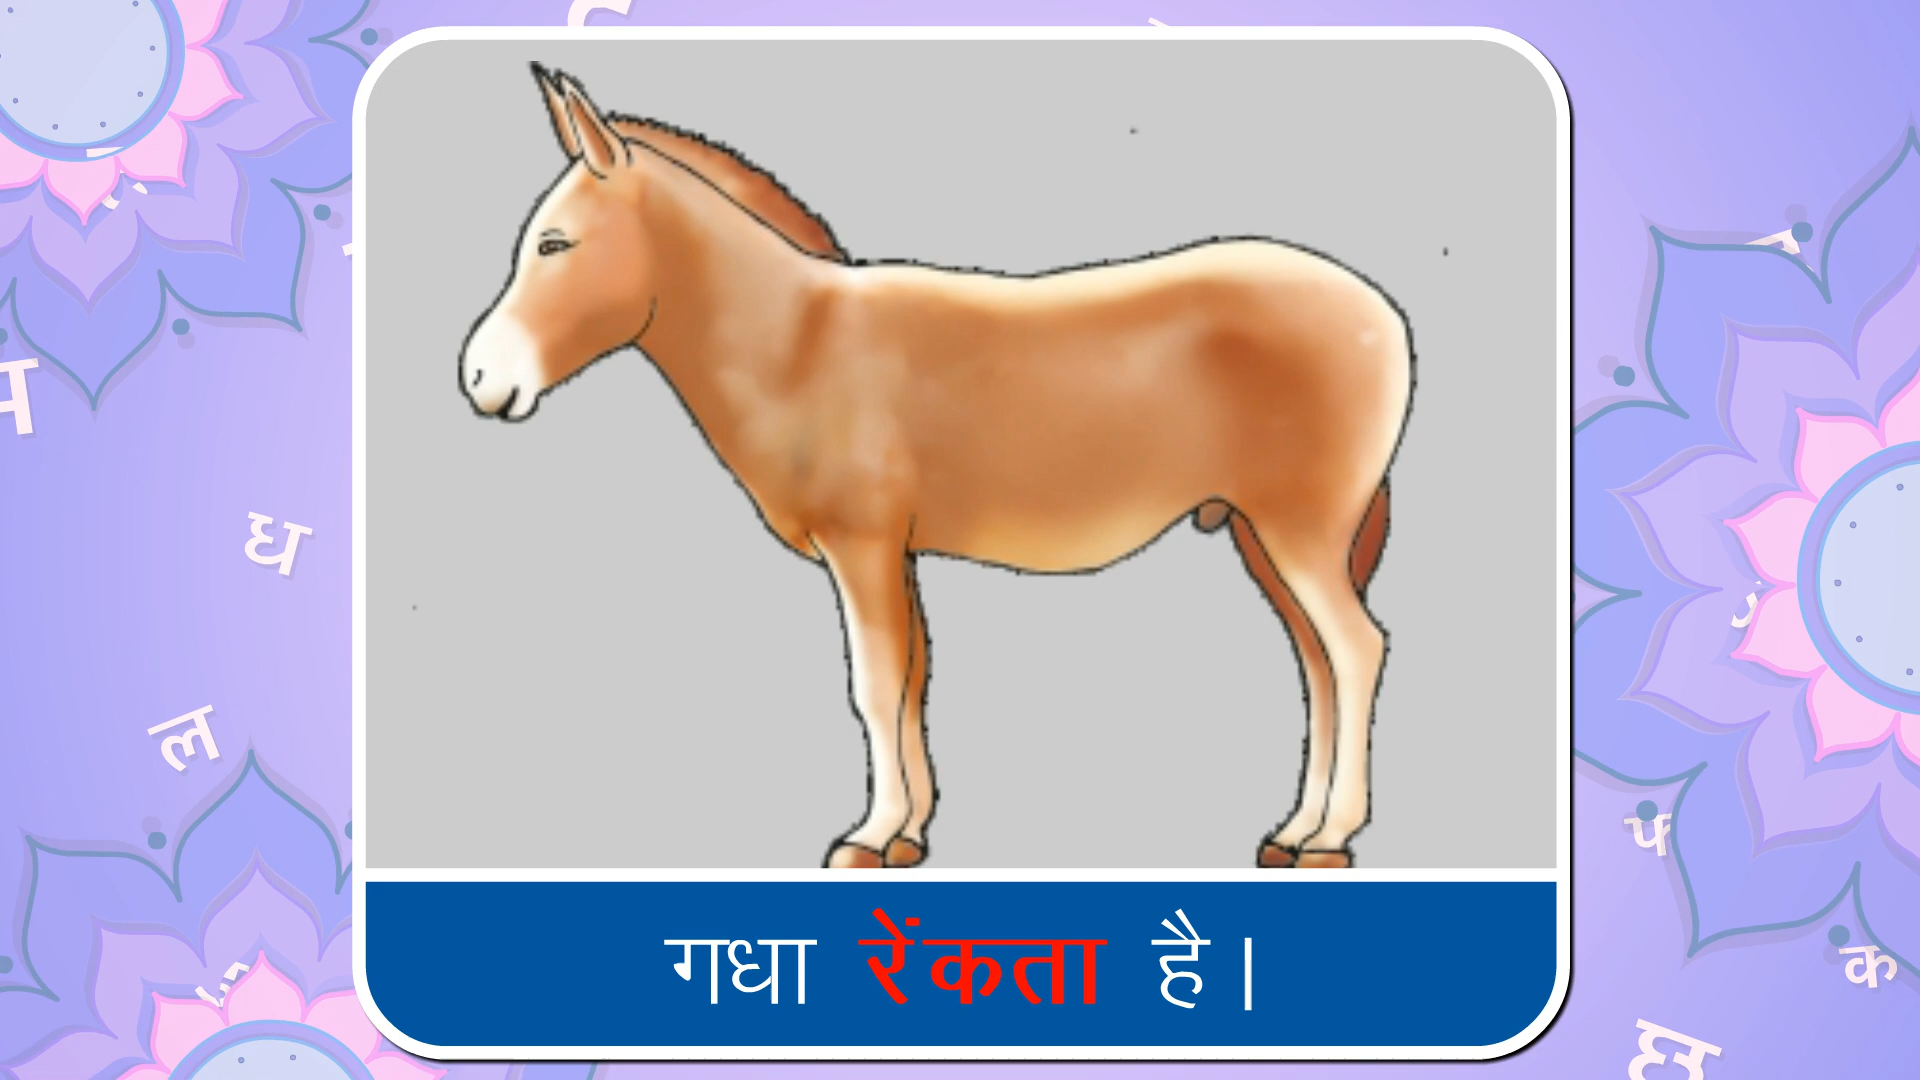 गधा रेंकता है।
न
ध
ल
फ
क
छ